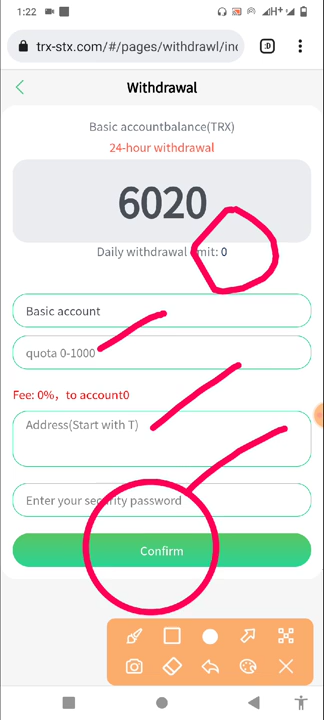 1:22
4H+
trx-stx.com/#/pages/withdrawl/in
:D
Withdrawal
Basic accountbalance(TRX)
24-hour withdrawal
6020
Daily withdrawal limit: 0
Basic account
quota 0-1000
Fee: 0%, to account0
Address(Start with T)
Enter your security password
Confirm